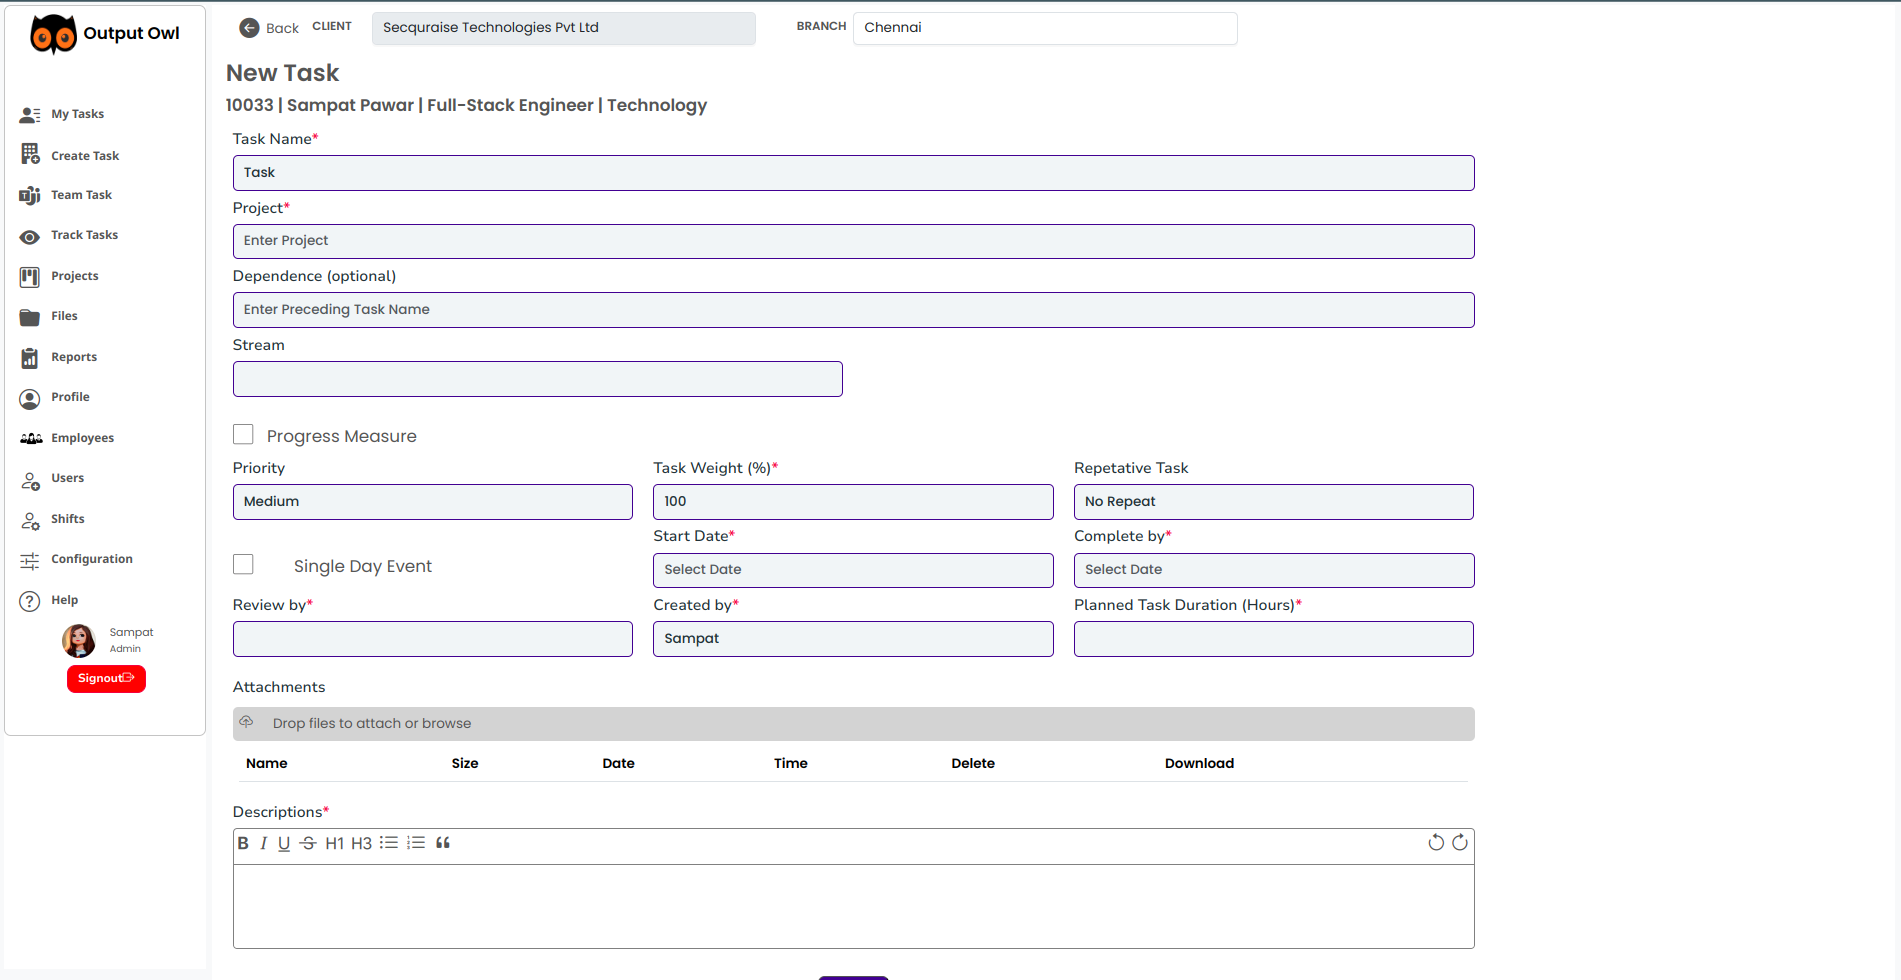 Output Owl
My Tasks
Create Task
Team Task
Track Tasks
Projects
Files
Reports
Profile
Employees
Users
Shifts
Configuration
Help
Sampat
Admin
Signout
Back CLIENT Secquraise Technologies Pvt Ltd BRANCH Chennai
New Task
10033 | Sampat Pawar | Full-Stack Engineer | Technology
Task Name*
Task
Project*
Enter Project
Dependence (optional)
Enter Preceding Task Name
Stream
Progress Measure
Priority Task Weight (%)* Repetative Task
Medium 100 No Repeat
Start Date* Complete by*
Single Day Event Select Date Select Date
Review by* Created by* Planned Task Duration (Hours)*
Sampat
Attachments
Drop files to attach or browse
Name Size Date Time Delete Download
Descriptions*
B I U S H1 H3